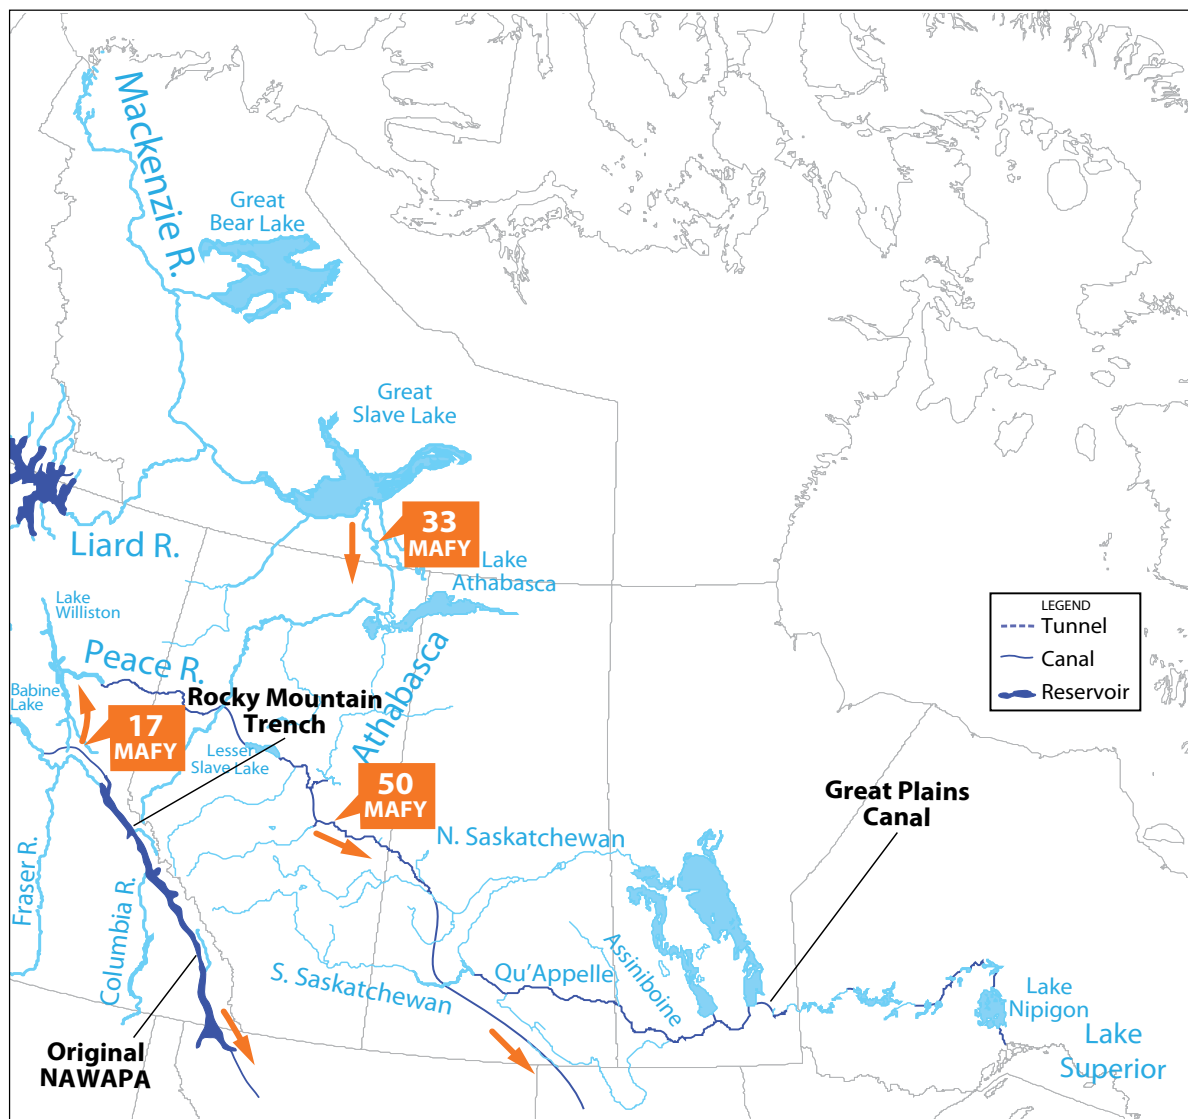 Mackenzie R.
Great
Bear Lake
Great
Slave Lake
33
MAFY
Liard R.
Lake
Athabasca
Lake
Williston
LEGEND
Tunnel
Canal
Reservoir
Peace R.
Athabasca
Babine
Lake
Rocky Mountain
Trench
17
MAFY
Lesser
Slave Lake
50
MAFY
Great Plains
Canal
N. Saskatchewan
Fraser R.
Columbia R.
S. Saskatchewan
Qu'Appelle
Assiniboine
Lake
Nipigon
Lake
Superior
Original
NAWAPA